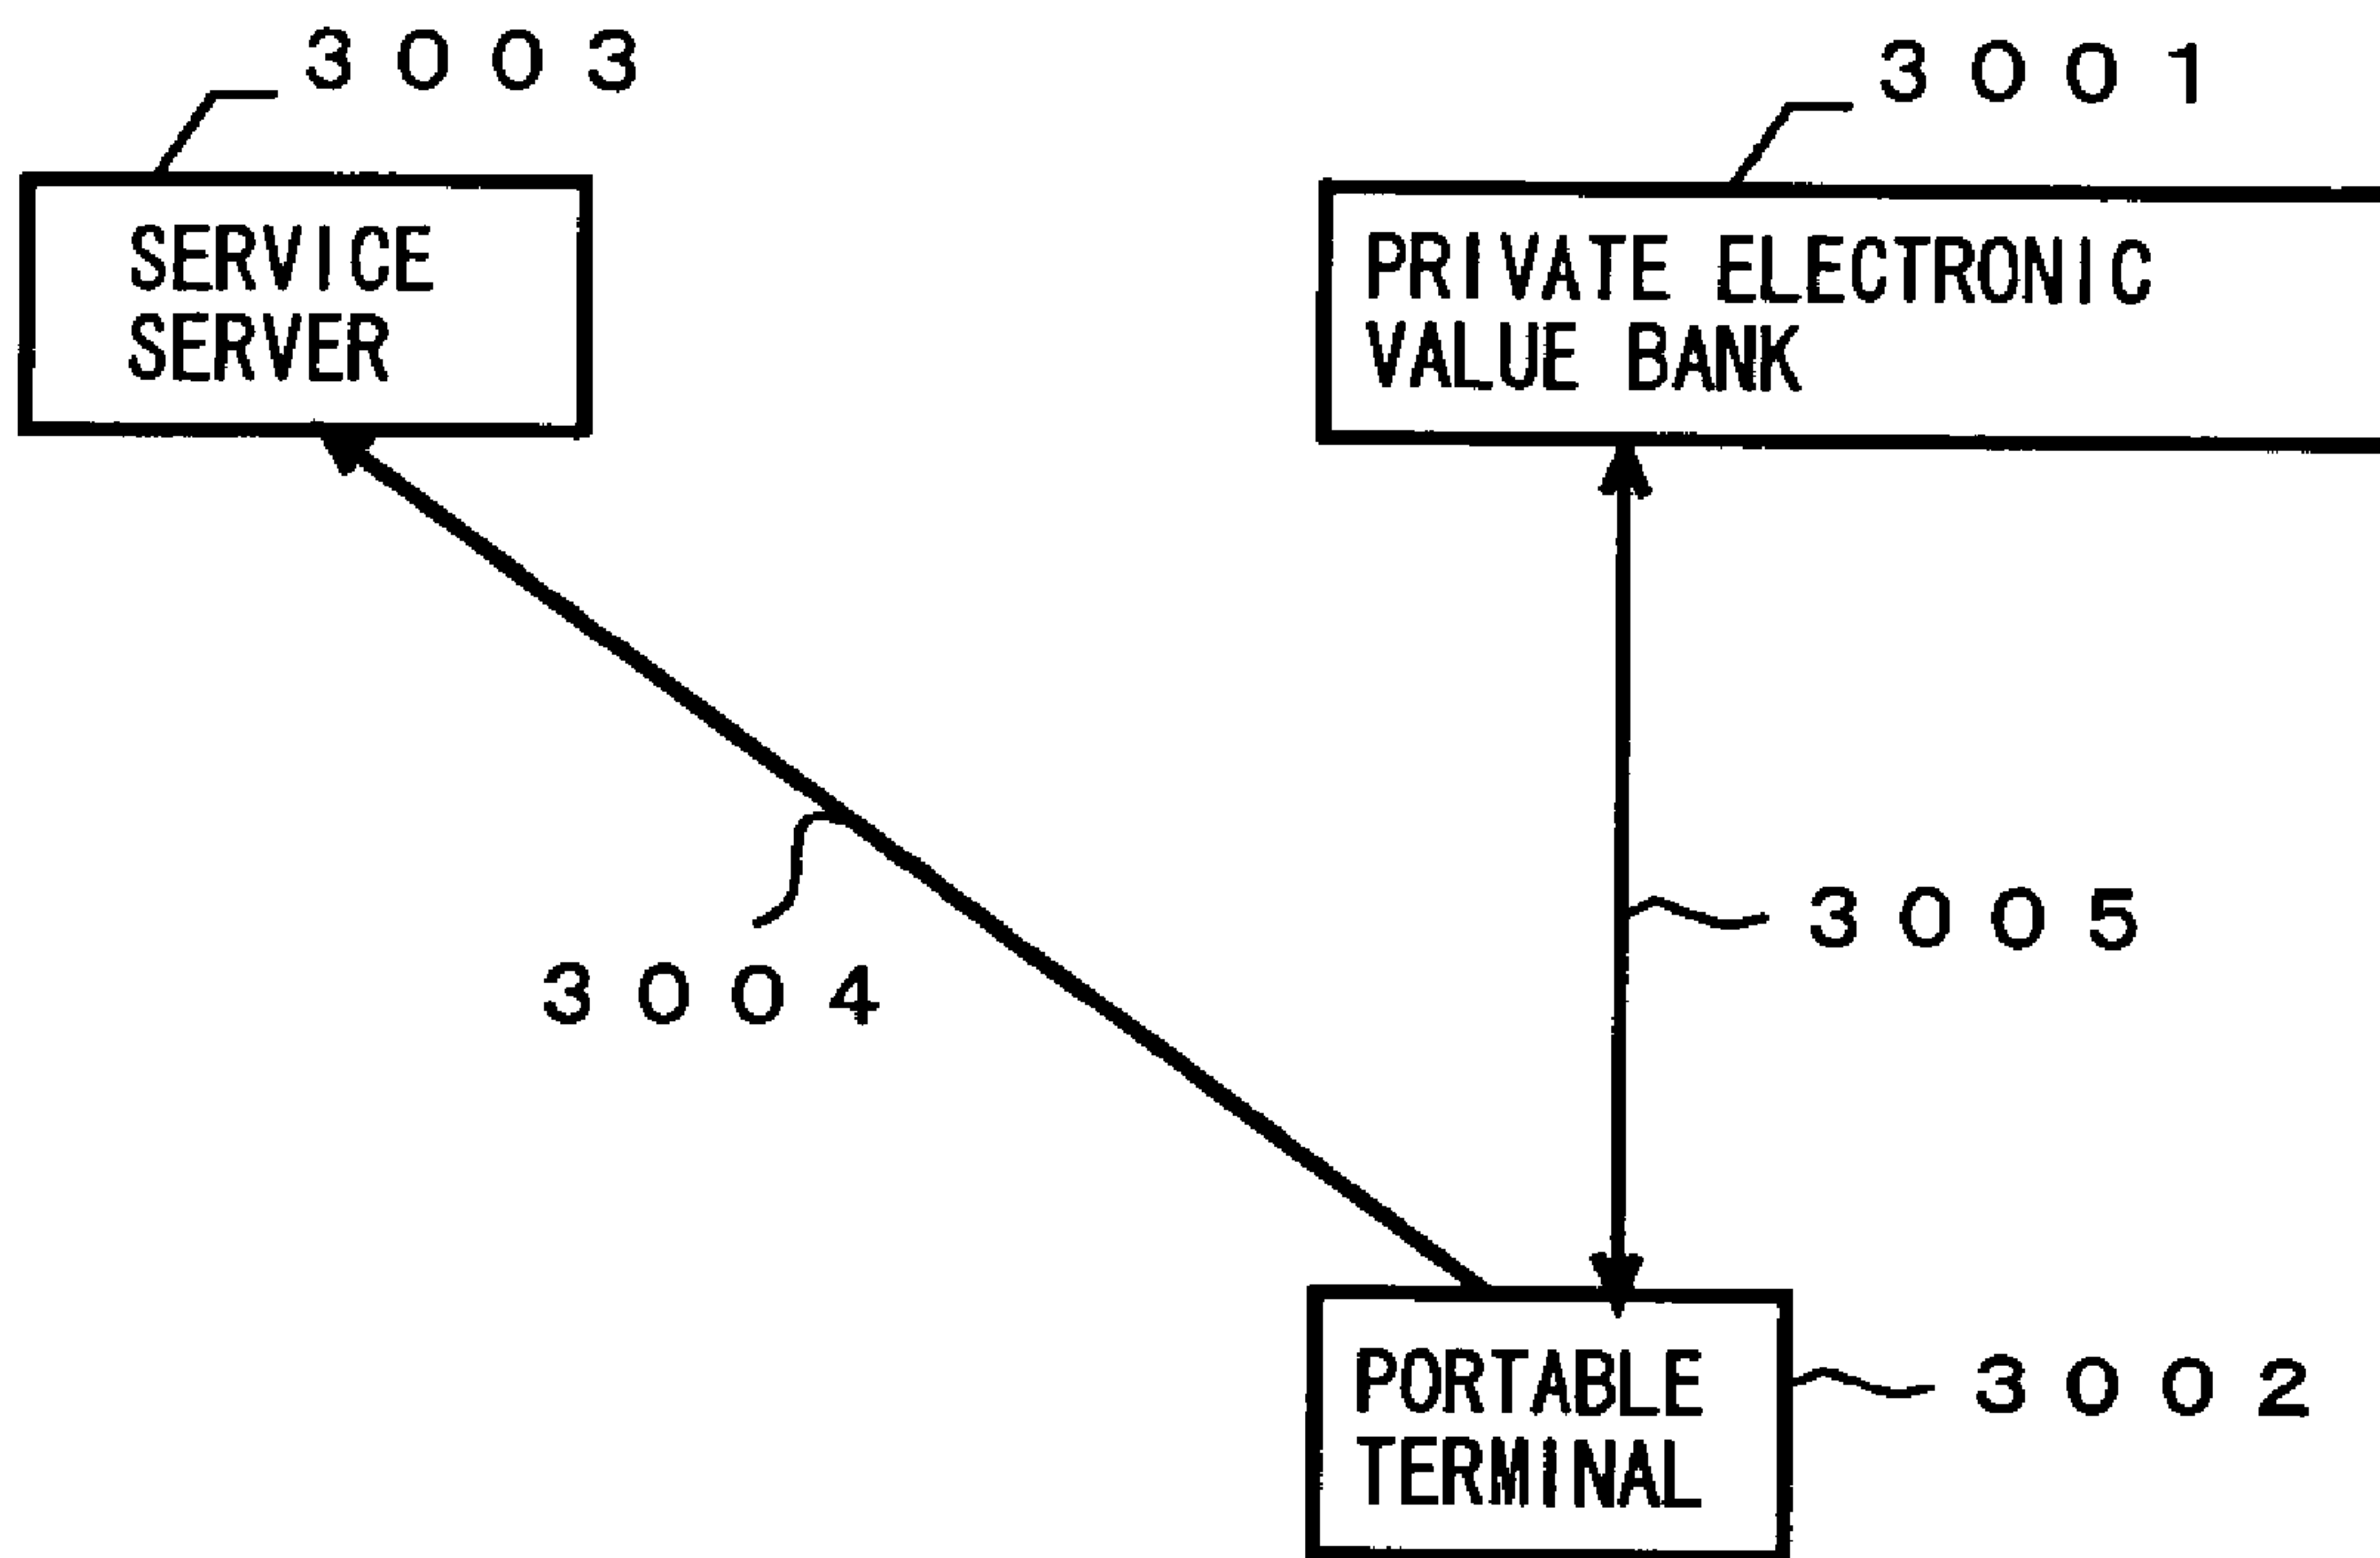 3003
3001
SERVICE
SERVER
PRIVATE ELECTRONIC
VALUE BANK
3005
3004
PORTABLE
TERMINAL
3002